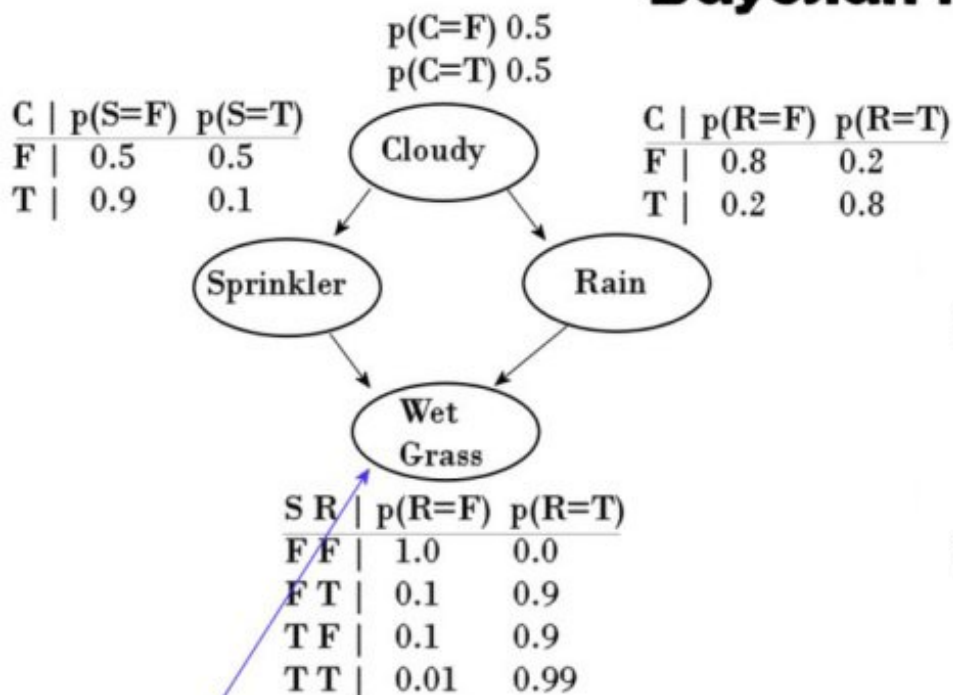 p(C=F) 0.5
p(C=T) 0.5
C | p(S=F) p(S=T)
F | 0.5 0.5
T | 0.9 0.1
Cloudy
C | p(R=F) p(R=T)
F | 0.8 0.2
T | 0.2 0.8
Sprinkler
Rain
Wet
Grass
S R | p(R=F) p(R=T)
F F | 1.0 0.0
F T | 0.1 0.9
T F | 0.1 0.9
T T | 0.01 0.99